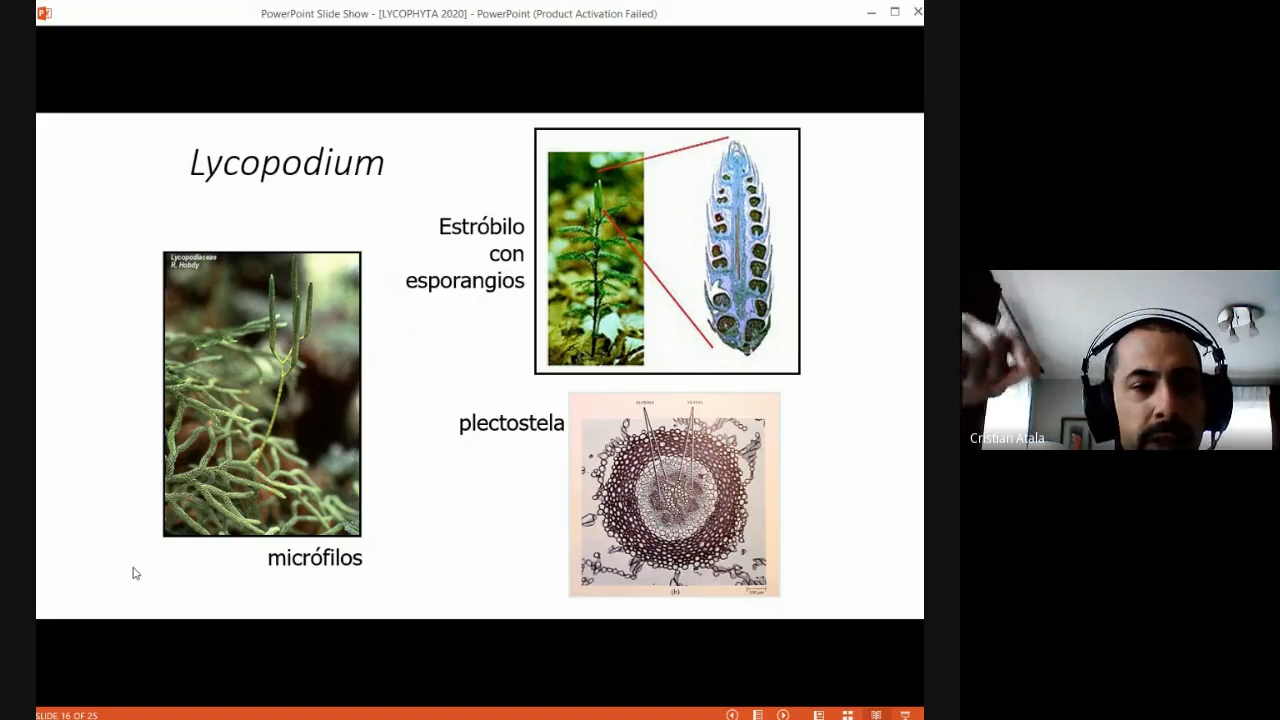 PowerPoint Slide Show - [LYCOPHYTA 2020] - PowerPoint (Product Activation Failed)
Lycopodium
Estróbilo
con
esporangios
Lycopodiaceae
R. Hobdy
plectostela
(b)
micrófilos
Cristian Atala
SLIDE 16 OF 25